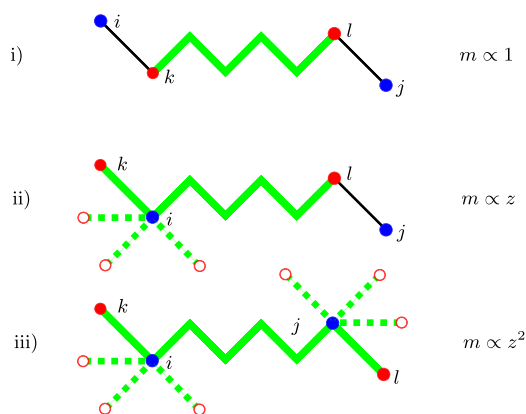 i
i) k l m ∝ 1
j
k l
ii) i m ∝ z
j
k j
iii) i m ∝ z²
l